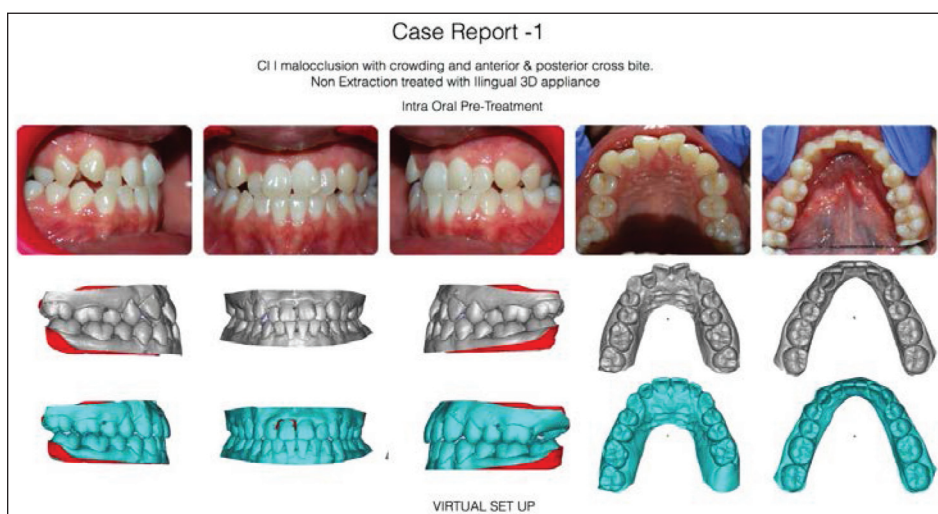 Case Report -1
Cl I malocclusion with crowding and anterior & posterior cross bite.
Non Extraction treated with Ilingual 3D appliance
Intra Oral Pre-Treatment
VIRTUAL SET UP